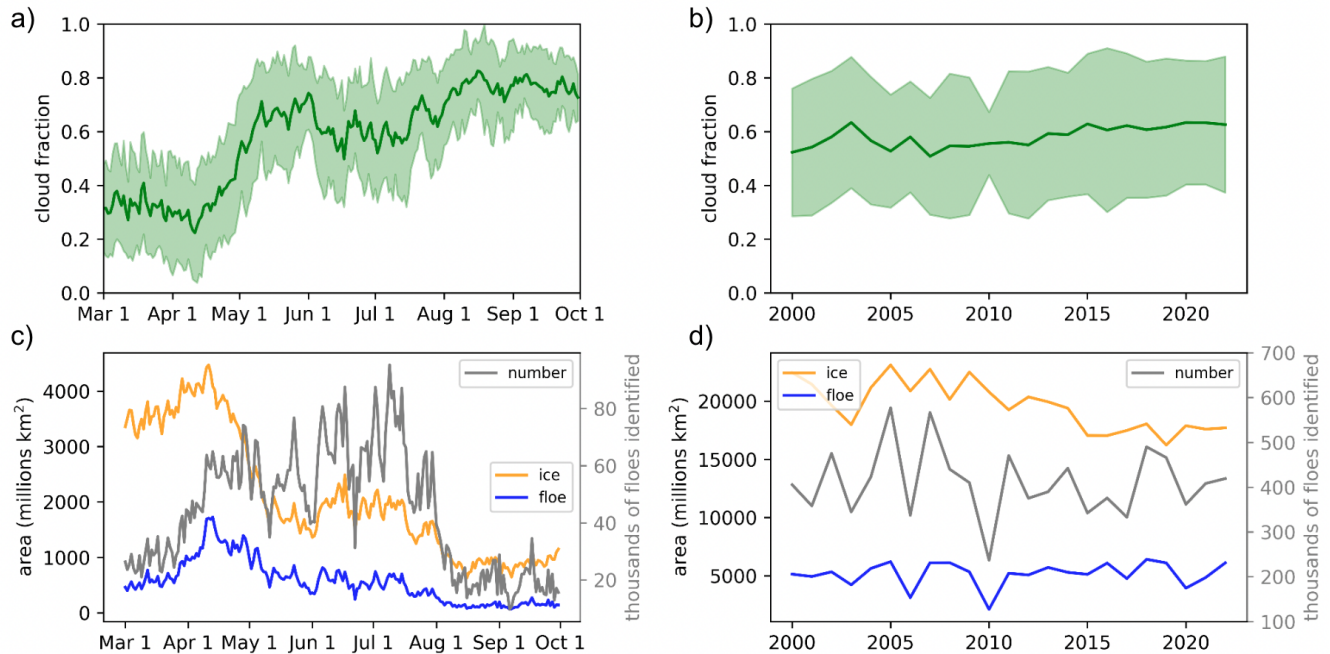 a)
1.0
0.8
0.6
0.4
0.2
0.0
cloud fraction
Mar 1 Apr 1 May 1 Jun 1 Jul 1 Aug 1 Sep 1 Oct 1
b)
1.0
0.8
0.6
0.4
0.2
0.0
cloud fraction
2000 2005 2010 2015 2020
c)
4000
3000
2000
1000
0
area (millions km²)
number
ice
floe
80
60
40
20
thousands of floes identified
Mar 1 Apr 1 May 1 Jun 1 Jul 1 Aug 1 Sep 1 Oct 1
d)
20000
15000
10000
5000
area (millions km²)
ice
floe
number
700
600
500
400
300
200
100
thousands of floes identified
2000 2005 2010 2015 2020